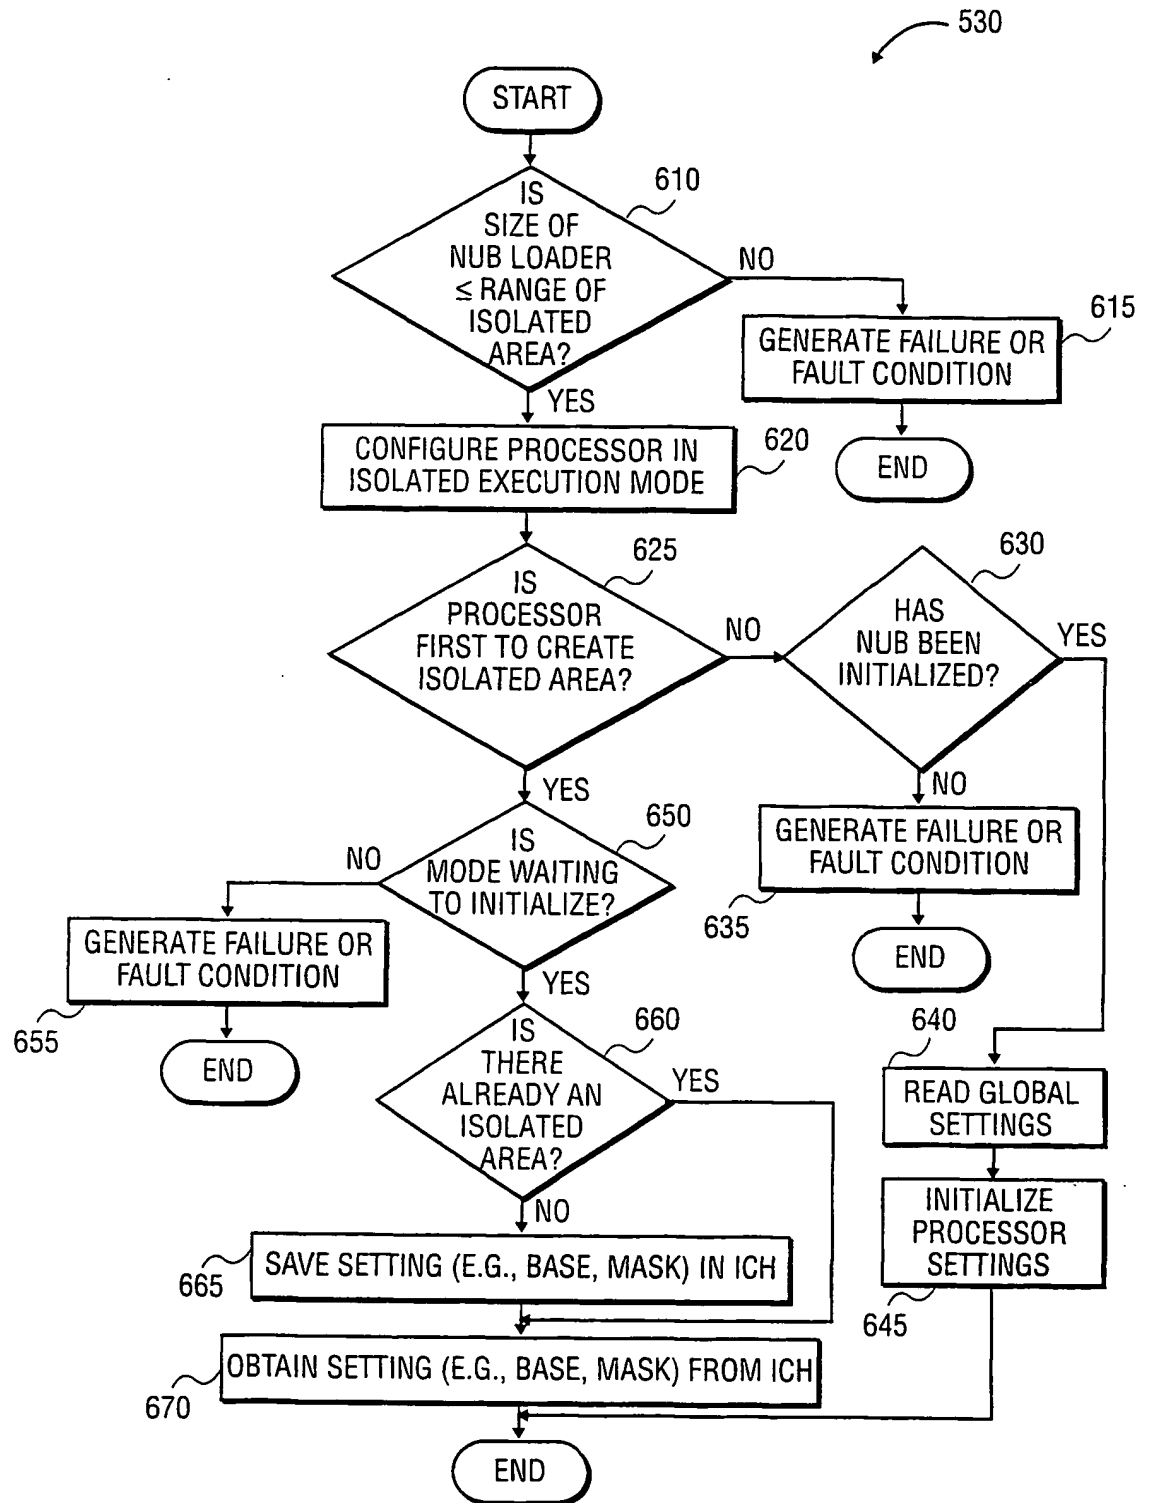 530
START
610
IS
SIZE OF
NUB LOADER
≤ RANGE OF
ISOLATED
AREA?
NO
615
GENERATE FAILURE OR
FAULT CONDITION
END
YES
CONFIGURE PROCESSOR IN
ISOLATED EXECUTION MODE
620
625
IS
PROCESSOR
FIRST TO CREATE
ISOLATED AREA?
NO
630
HAS
NUB BEEN
INITIALIZED?
YES
NO
GENERATE FAILURE OR
FAULT CONDITION
635
END
YES
650
IS
MODE WAITING
TO INITIALIZE?
NO
GENERATE FAILURE OR
FAULT CONDITION
655
END
YES
660
IS
THERE
ALREADY AN
ISOLATED
AREA?
YES
640
READ GLOBAL
SETTINGS
INITIALIZE
PROCESSOR
SETTINGS
645
NO
SAVE SETTING (E.G., BASE, MASK) IN ICH
665
OBTAIN SETTING (E.G., BASE, MASK) FROM ICH
670
END